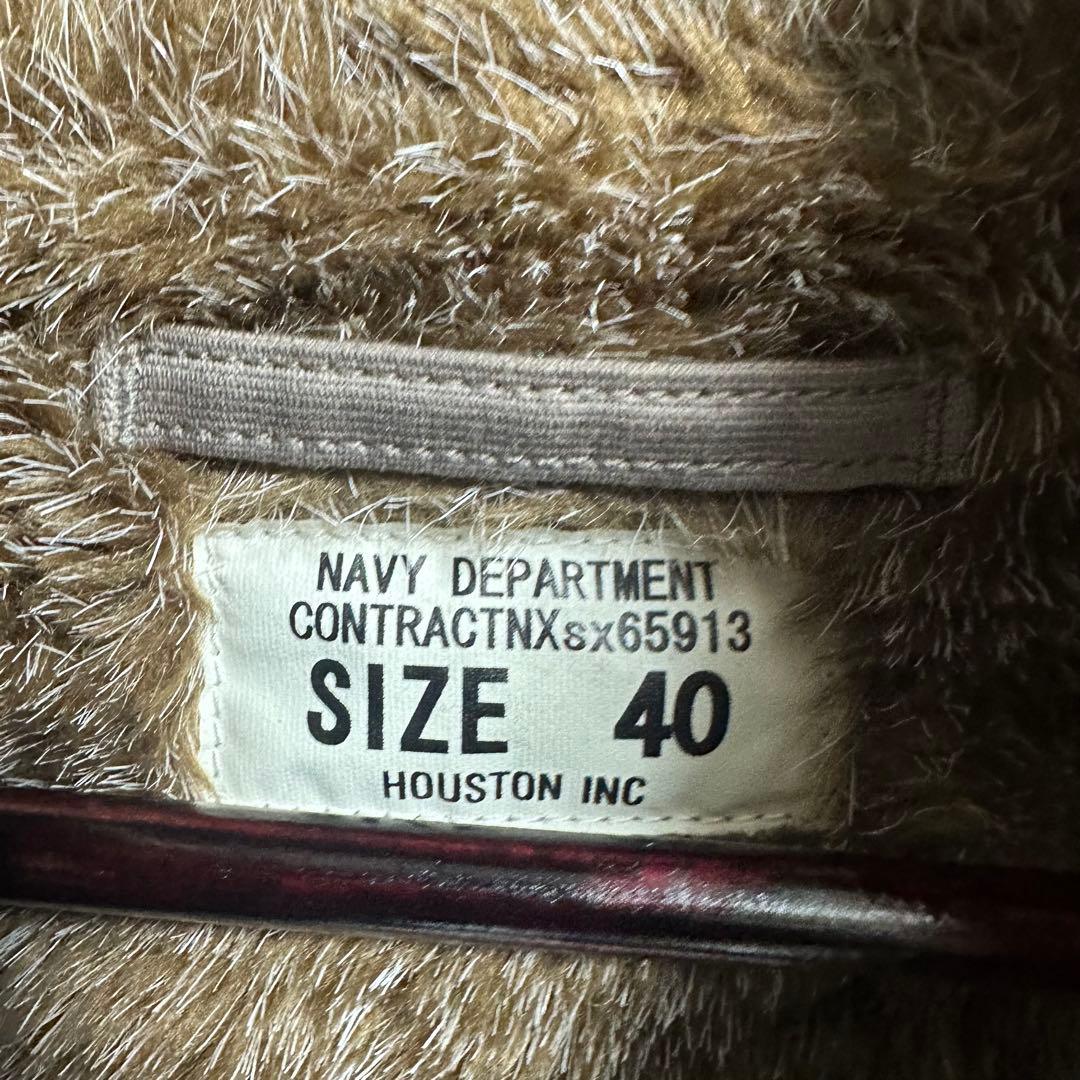 NAVY DEPARTMENT
CONTRACTNXsx65913
SIZE 40
HOUSTON INC